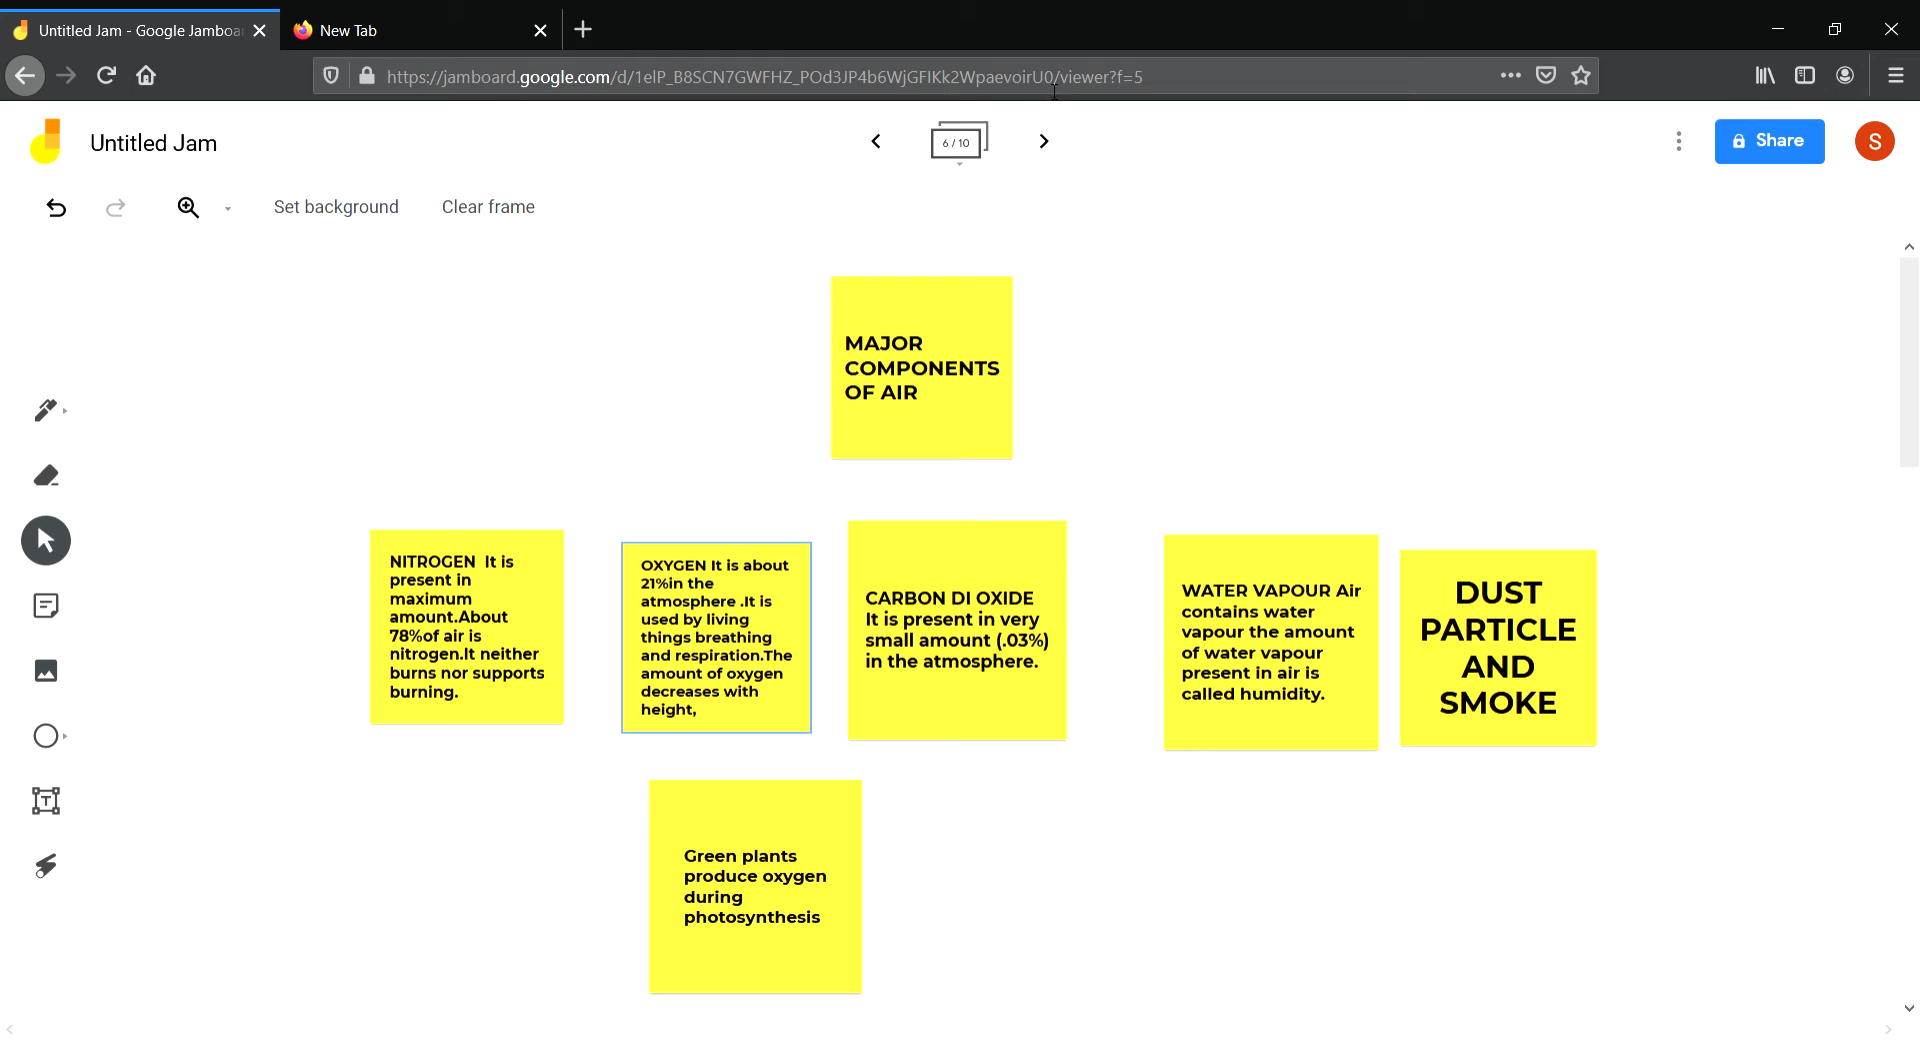 Untitled Jam - Google Jamboa
New Tab
https://jamboard.google.com/d/1elP_B8SCN7GWFHZ_POd3JP4b6WjGFIKk2WpaevoirU0/viewer?f=5
Untitled Jam
6 / 10
Share
S
Set background
Clear frame
MAJOR
COMPONENTS
OF AIR
NITROGEN It is
present in
maximum
amount.About
78%of air is
nitrogen.It neither
burns nor supports
burning.
OXYGEN It is about
21%in the
atmosphere .It is
used by living
things breathing
and respiration.The
amount of oxygen
decreases with
height,
CARBON DI OXIDE
It is present in very
small amount (.03%)
in the atmosphere.
WATER VAPOUR Air
contains water
vapour the amount
of water vapour
present in air is
called humidity.
DUST
PARTICLE
AND
SMOKE
Green plants
produce oxygen
during
photosynthesis